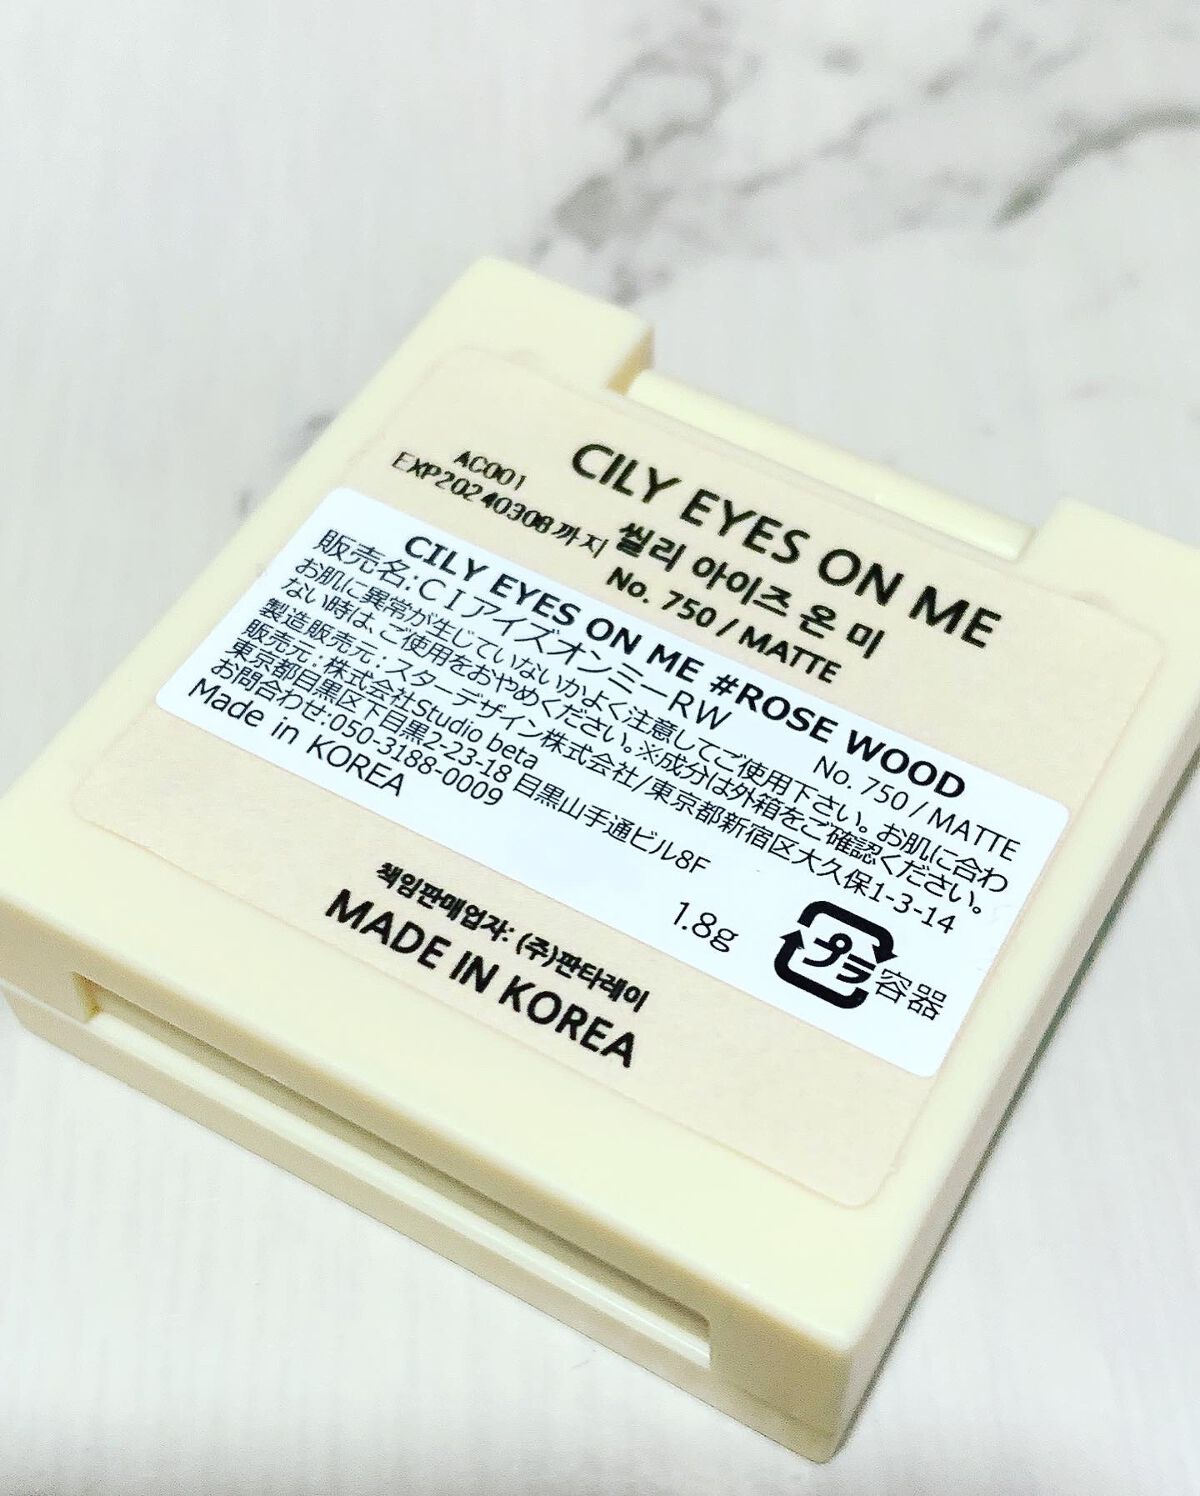 CILY EYES ON ME
씰리 아이즈 온 미
No. 750 / MATTE
AC001
EXP20240308까지
CILY EYES ON ME #ROSE WOOD
No. 750 / MATTE
販売名:CIアイズオンミーRW
お肌に異常が生じていないかよく注意してご使用下さい。お肌に合わ
ない時は、ご使用をおやめください。※成分は外箱をご確認ください。
製造販売元:スターデザイン株式会社/東京都新宿区大久保1-3-14
販売元:株式会社Studio beta
東京都目黒区下目黒2-23-18 目黒山手通ビル8F
お問合わせ:050-3188-0009
Made in KOREA
1.8g
プラ 容器
책임판매업자: (주)판타레이
MADE IN KOREA